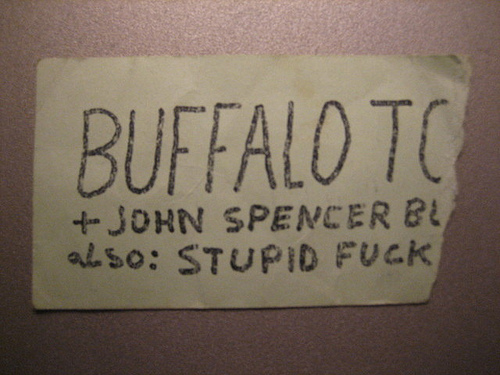 BUFFALO TO
+ JOHN SPENCER BL
also: STUPID FUCK